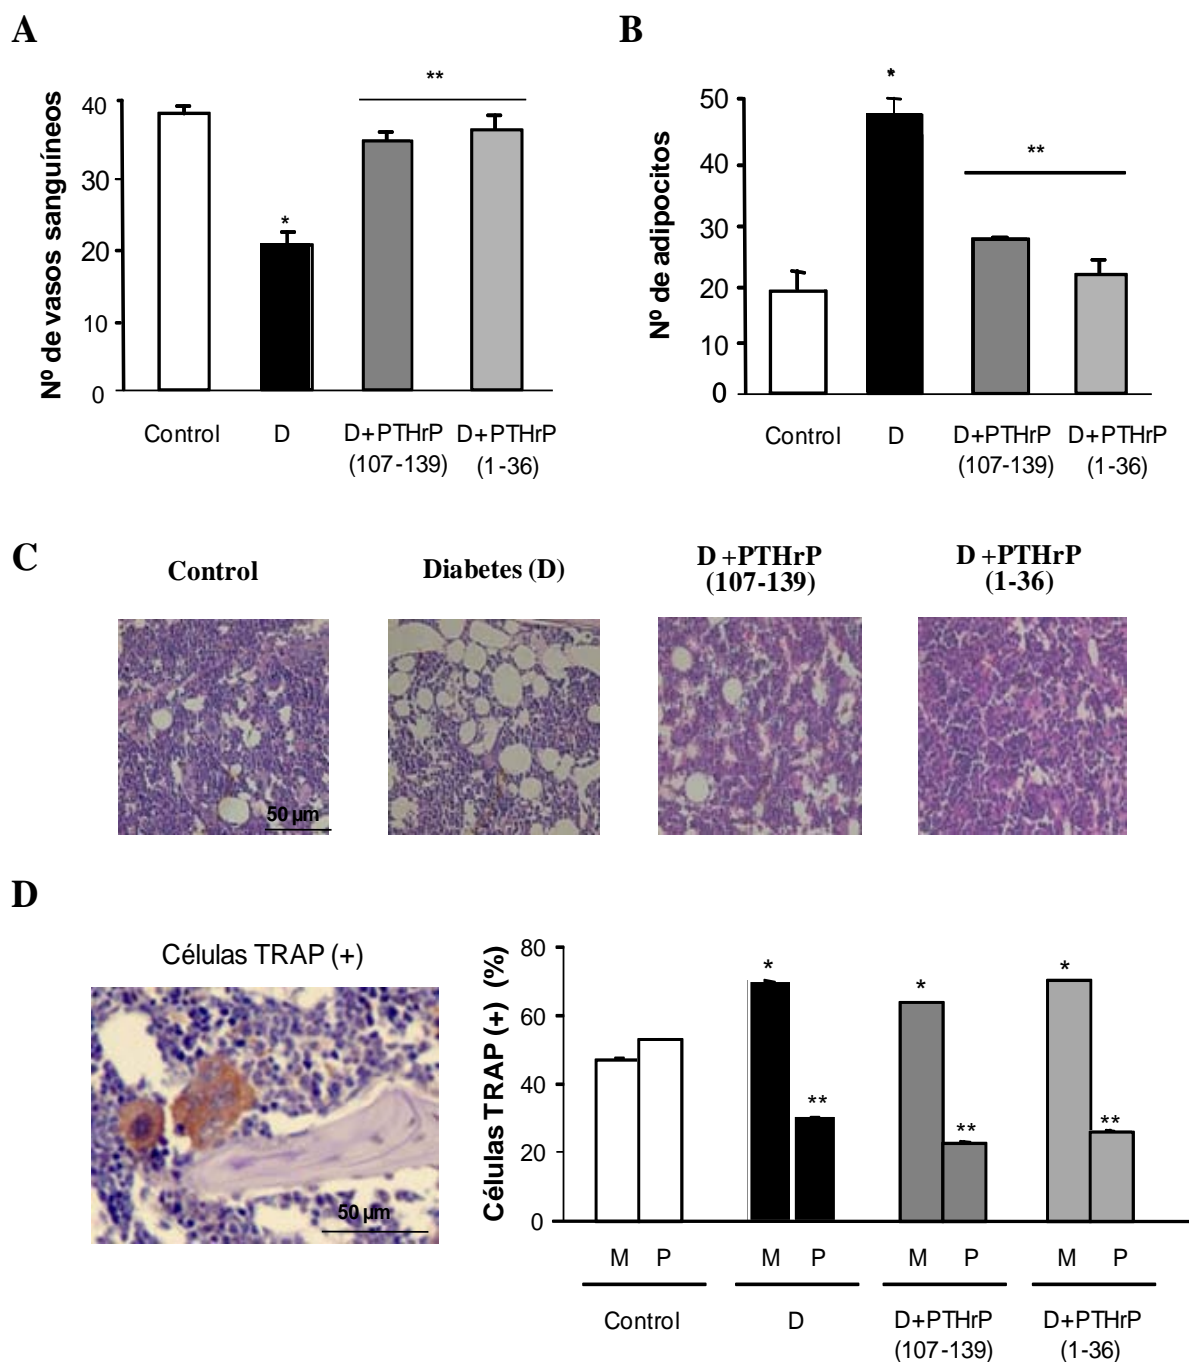 A
Nº de vasos sanguíneos
40
30
20
10
0
*
**
Control
D
D+PTHrP
(107-139)
D+PTHrP
(1-36)
B
Nº de adipocitos
50
40
30
20
10
0
*
**
Control
D
D+PTHrP
(107-139)
D+PTHrP
(1-36)
C
Control
Diabetes (D)
D +PTHrP
(107-139)
D +PTHrP
(1-36)
50 µm
D
Células TRAP (+)
50 µm
Células TRAP (+) (%)
80
60
40
20
0
*
**
*
**
*
**
M P
M P
M P
M P
Control
D
D+PTHrP
(107-139)
D+PTHrP
(1-36)